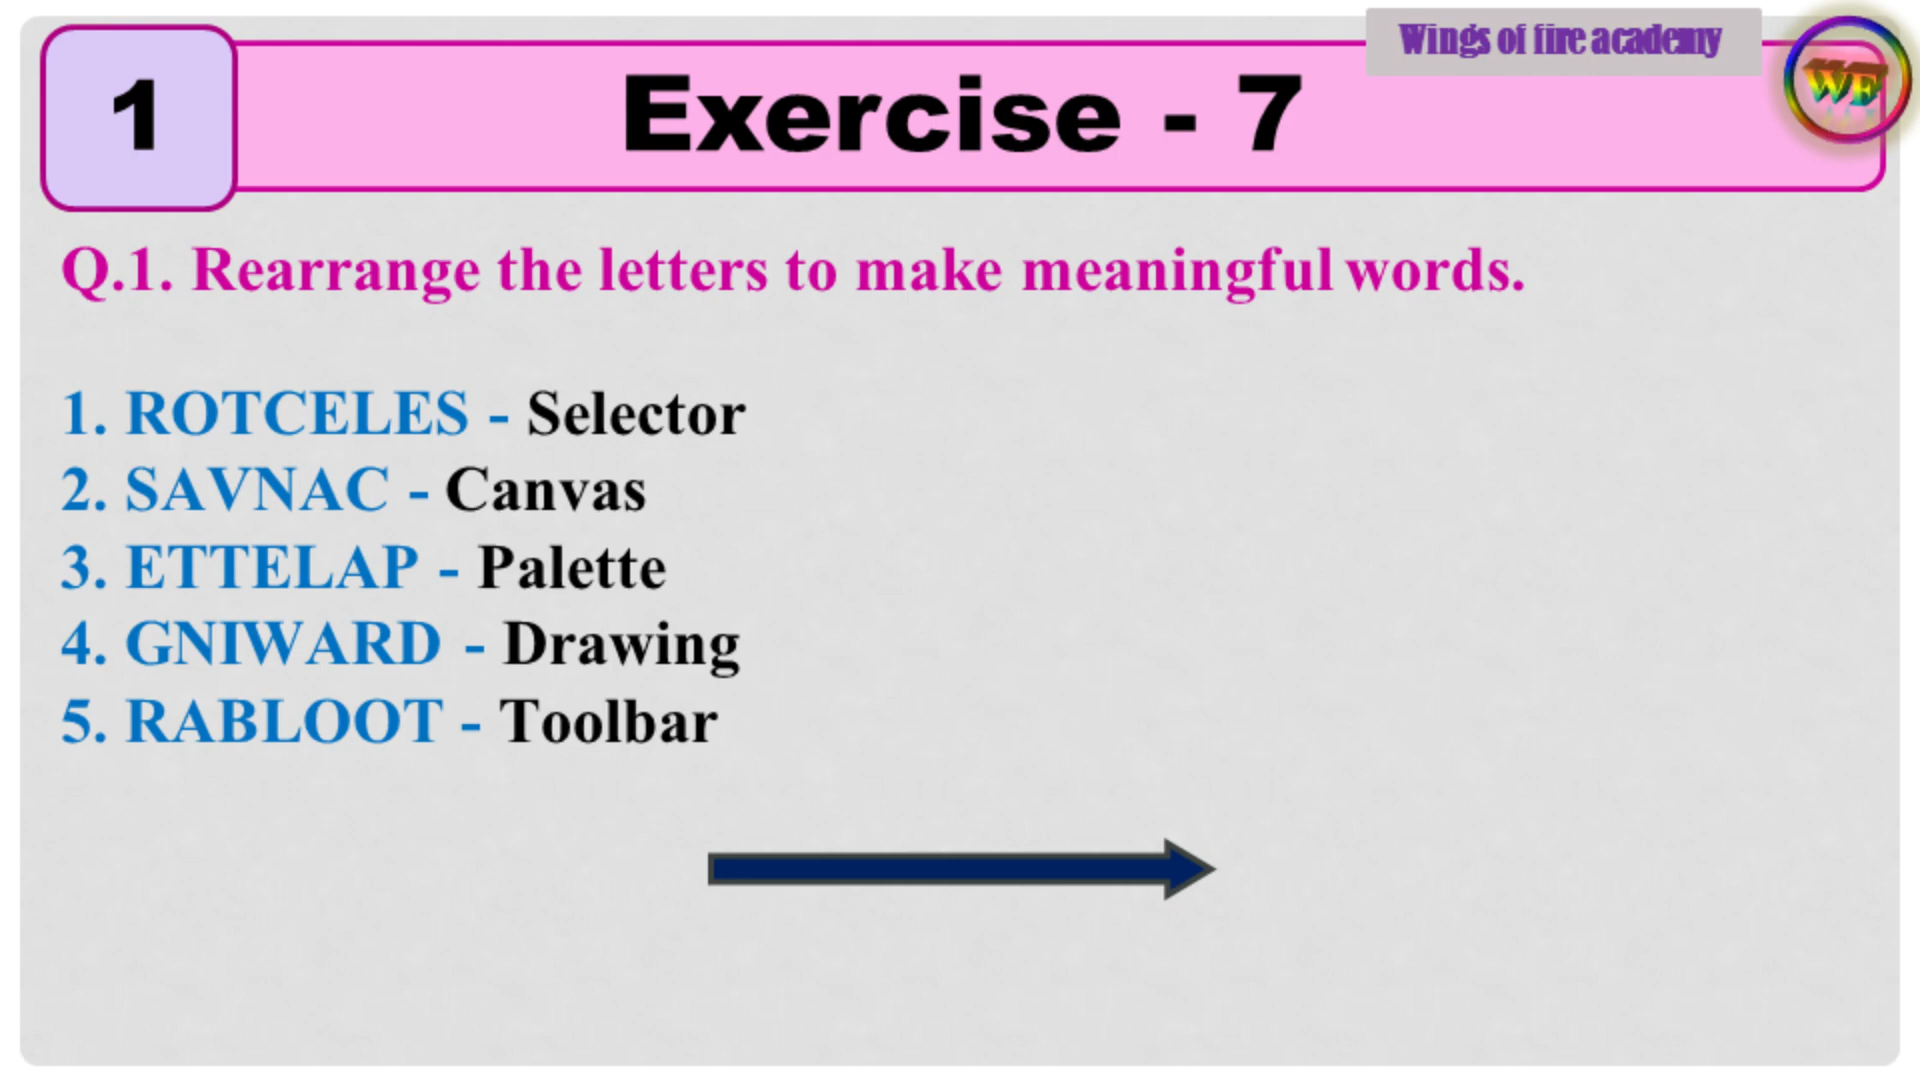 Wings of fire academy
WF
1
Exercise - 7
Q.1. Rearrange the letters to make meaningful words.
1. ROTCELES - Selector
2. SAVNAC - Canvas
3. ETTELAP - Palette
4. GNIWARD - Drawing
5. RABLOOT - Toolbar